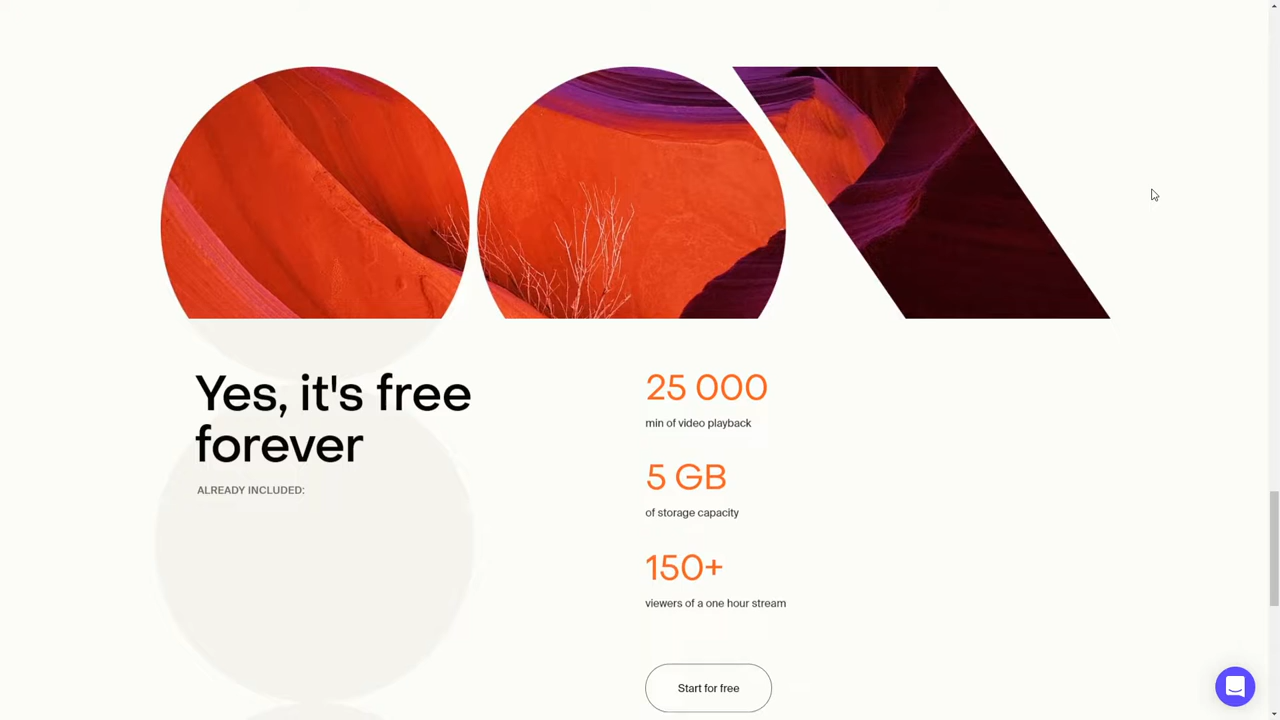 Yes, it's free
forever
ALREADY INCLUDED:
25 000
min of video playback
5 GB
of storage capacity
150+
viewers of a one hour stream
Start for free